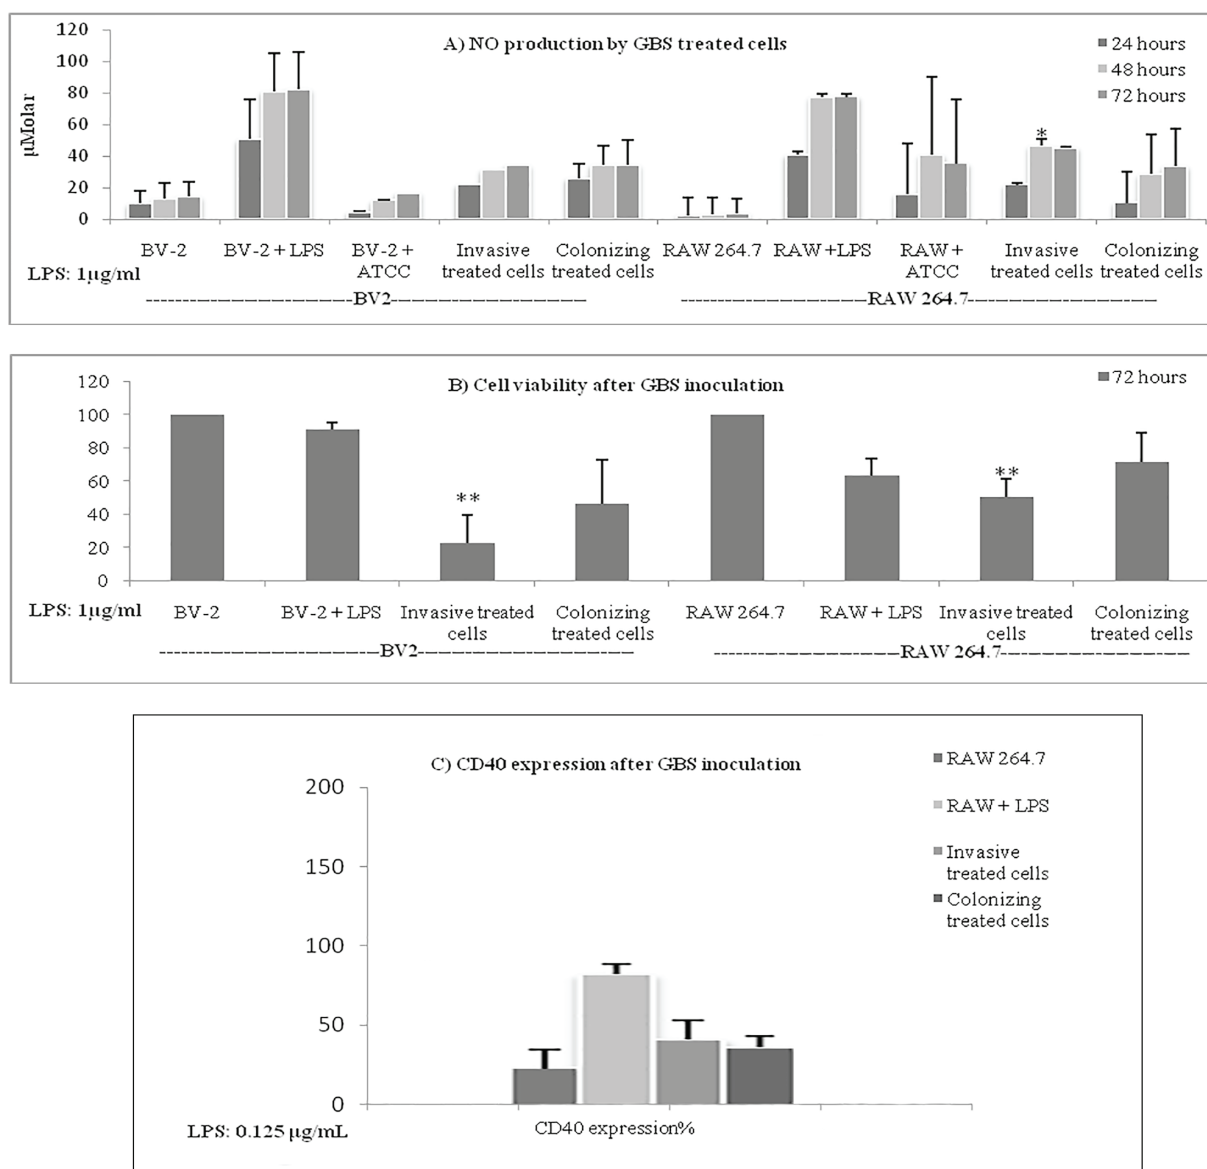 A) NO production by GBS treated cells
24 hours
48 hours
72 hours
µMolar
120
100
80
60
40
20
0
*
BV-2
BV-2 + LPS
BV-2 +
ATCC
Invasive
treated cells
Colonizing
treated cells
RAW 264.7
RAW +LPS
RAW +
ATCC
Invasive
treated cells
Colonizing
treated cells
LPS: 1µg/ml
BV2
RAW 264.7
B) Cell viability after GBS inoculation
72 hours
120
100
80
60
40
20
0
**
**
BV-2
BV-2 + LPS
Invasive treated
cells
Colonizing
treated cells
RAW 264.7
RAW + LPS
Invasive treated
cells
Colonizing
treated cells
LPS: 1µg/ml
BV2
RAW 264.7
C) CD40 expression after GBS inoculation
RAW 264.7
RAW + LPS
Invasive
treated cells
Colonizing
treated cells
200
150
100
50
0
CD40 expression%
LPS: 0.125 µg/mL